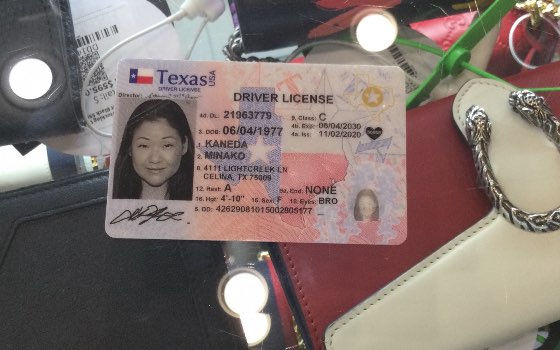 Texas USA
DRIVER LICENSE
Director
DRIVER LICENSE
4d. DL: 21963779 9. Class: C
4b. Exp: 06/04/2030
3. DOB: 06/04/1977 4a. Iss: 11/02/2020
1. KANEDA
2. MINAKO
8. 4111 LIGHTCREEK LN
CELINA, TX 75009
12. Rest: A 9a. End: NONE
16. Hgt: 4'-10" 15. Sex: F 18. Eyes: BRO
5. DD: 42629081015002805177